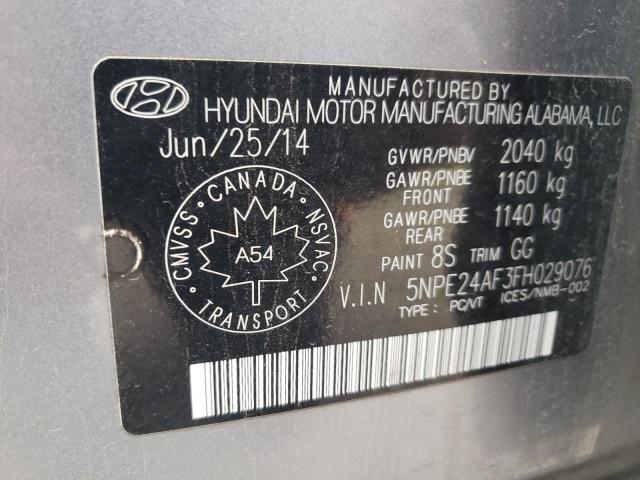 MANUFACTURED BY
HYUNDAI MOTOR MANUFACTURING ALABAMA, LLC
Jun/25/14
GVWR/PNBV 2040 kg
GAWR/PNBE FRONT 1160 kg
GAWR/PNBE REAR 1140 kg
PAINT 8S TRIM GG
V.I.N 5NPE24AF3FH029076
TYPE : PC/VT ICES/NMB-002
CMVSS • CANADA • NSVAC
A54
TRANSPORT